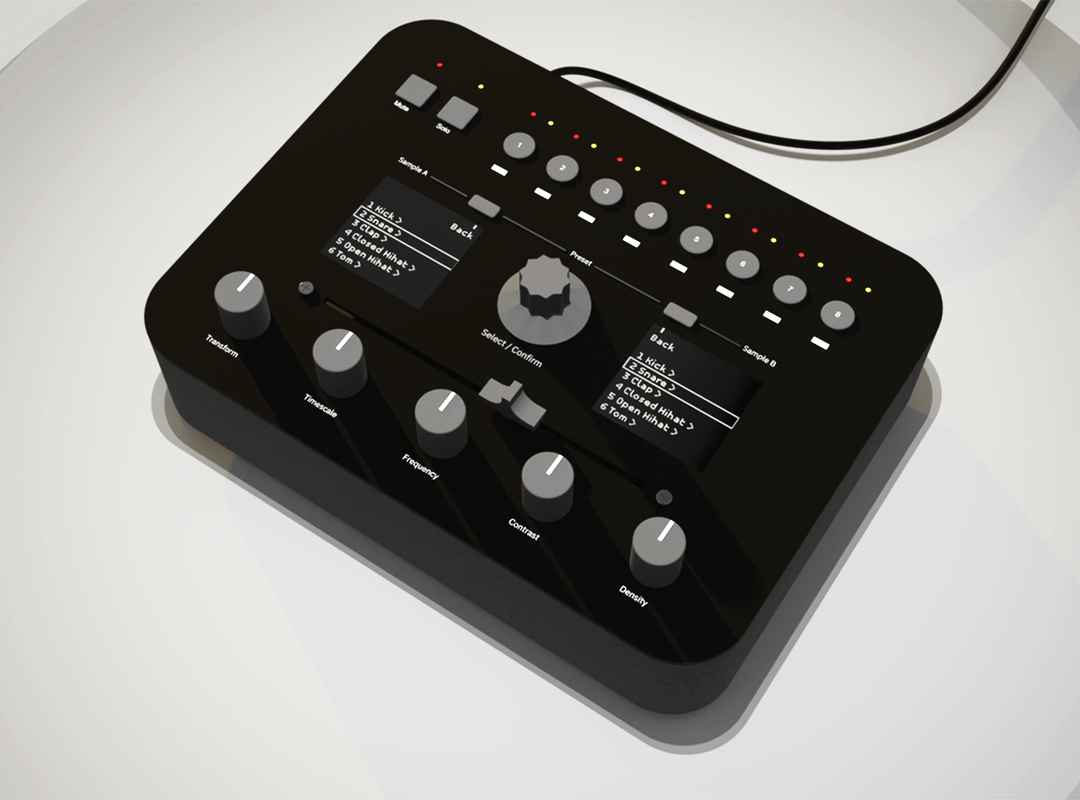 Mute
Solo
1
2
3
4
5
6
7
8
Sample A
Preset
Sample B
Back
1 Kick >
2 Snare >
3 Clap >
4 Closed Hihat >
5 Open Hihat >
6 Tom >
Select / Confirm
Back
1 Kick >
2 Snare >
3 Clap >
4 Closed Hihat >
5 Open Hihat >
6 Tom >
Transform
Timescale
Frequency
Contrast
Density